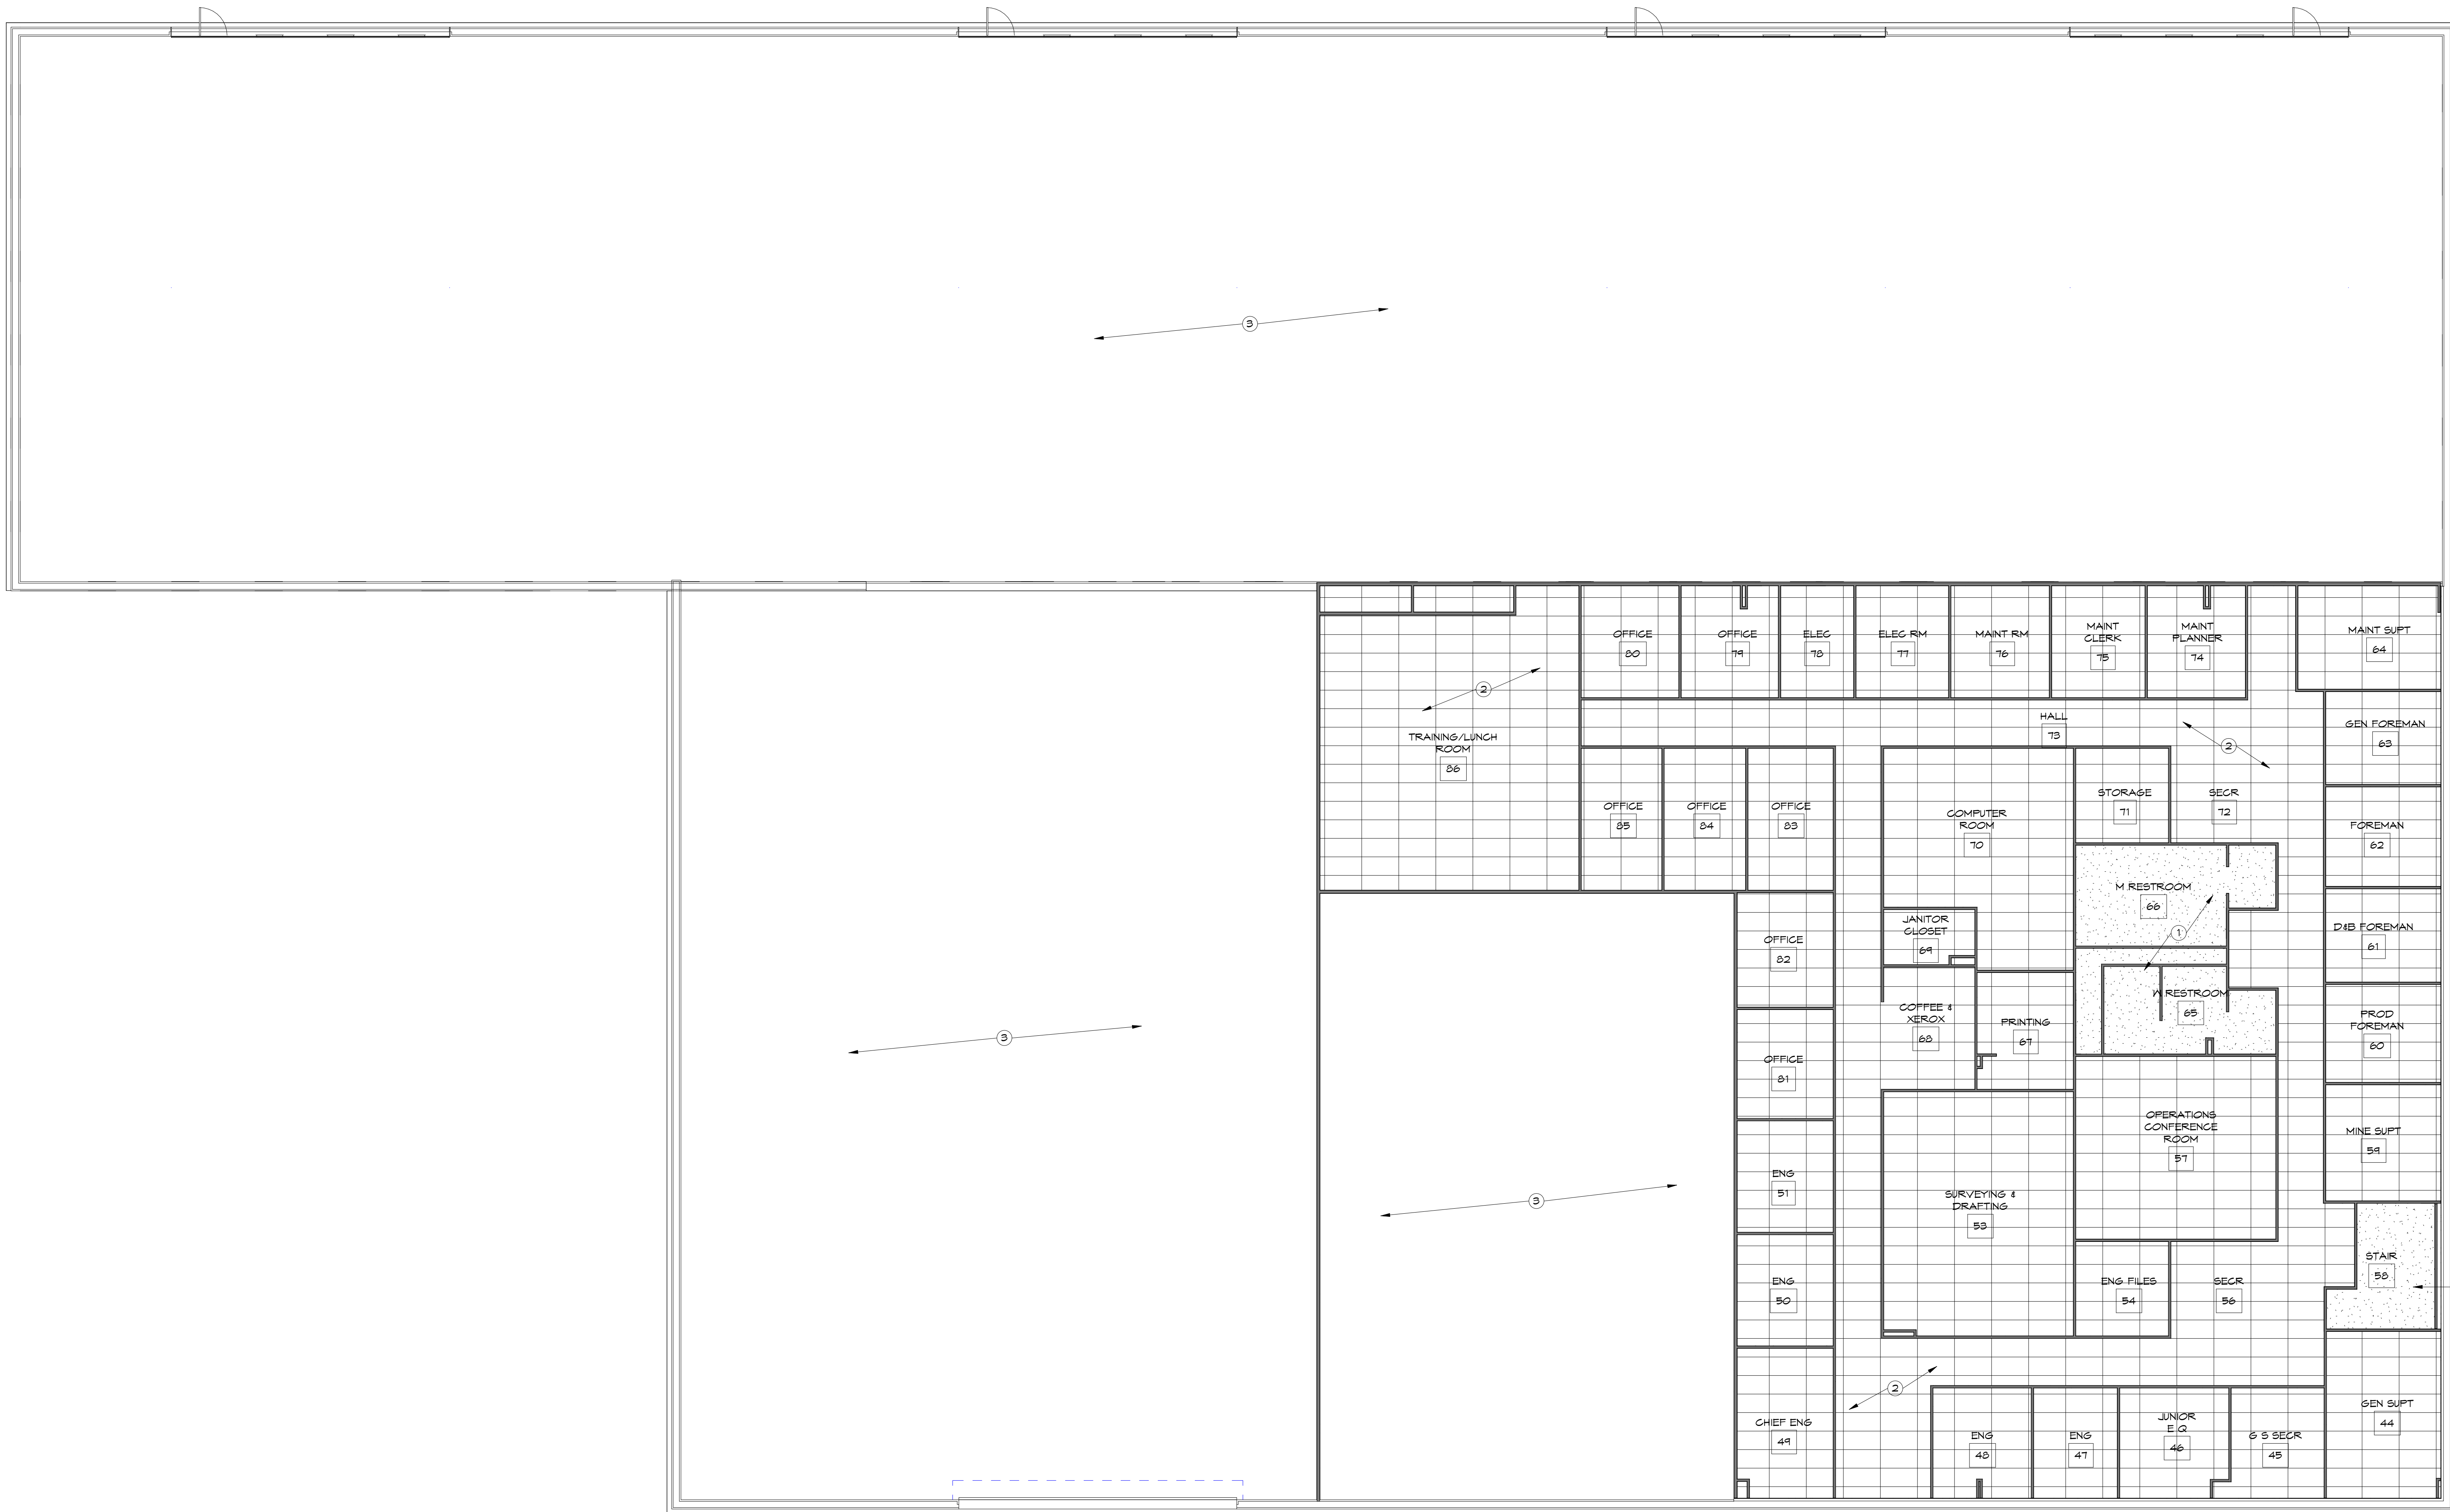 3
OFFICE
80
OFFICE
79
ELEC
78
ELEC RM
77
MAINT RM
76
MAINT
CLERK
75
MAINT
PLANNER
74
MAINT SUPT
64
2
TRAINING/LUNCH
ROOM
86
HALL
73
2
GEN FOREMAN
63
OFFICE
85
OFFICE
84
OFFICE
83
COMPUTER
ROOM
70
STORAGE
71
SECR
72
FOREMAN
62
M RESTROOM
66
1
D&B FOREMAN
61
OFFICE
82
JANITOR
CLOSET
69
W RESTROOM
65
COFFEE &
XEROX
68
PRINTING
67
PROD
FOREMAN
60
3
OFFICE
81
OPERATIONS
CONFERENCE
ROOM
57
MINE SUPT
59
ENG
51
3
SURVEYING &
DRAFTING
53
STAIR
58
ENG
50
ENG FILES
54
SECR
56
2
CHIEF ENG
49
ENG
48
ENG
47
JUNIOR
E Q
46
G S SECR
45
GEN SUPT
44